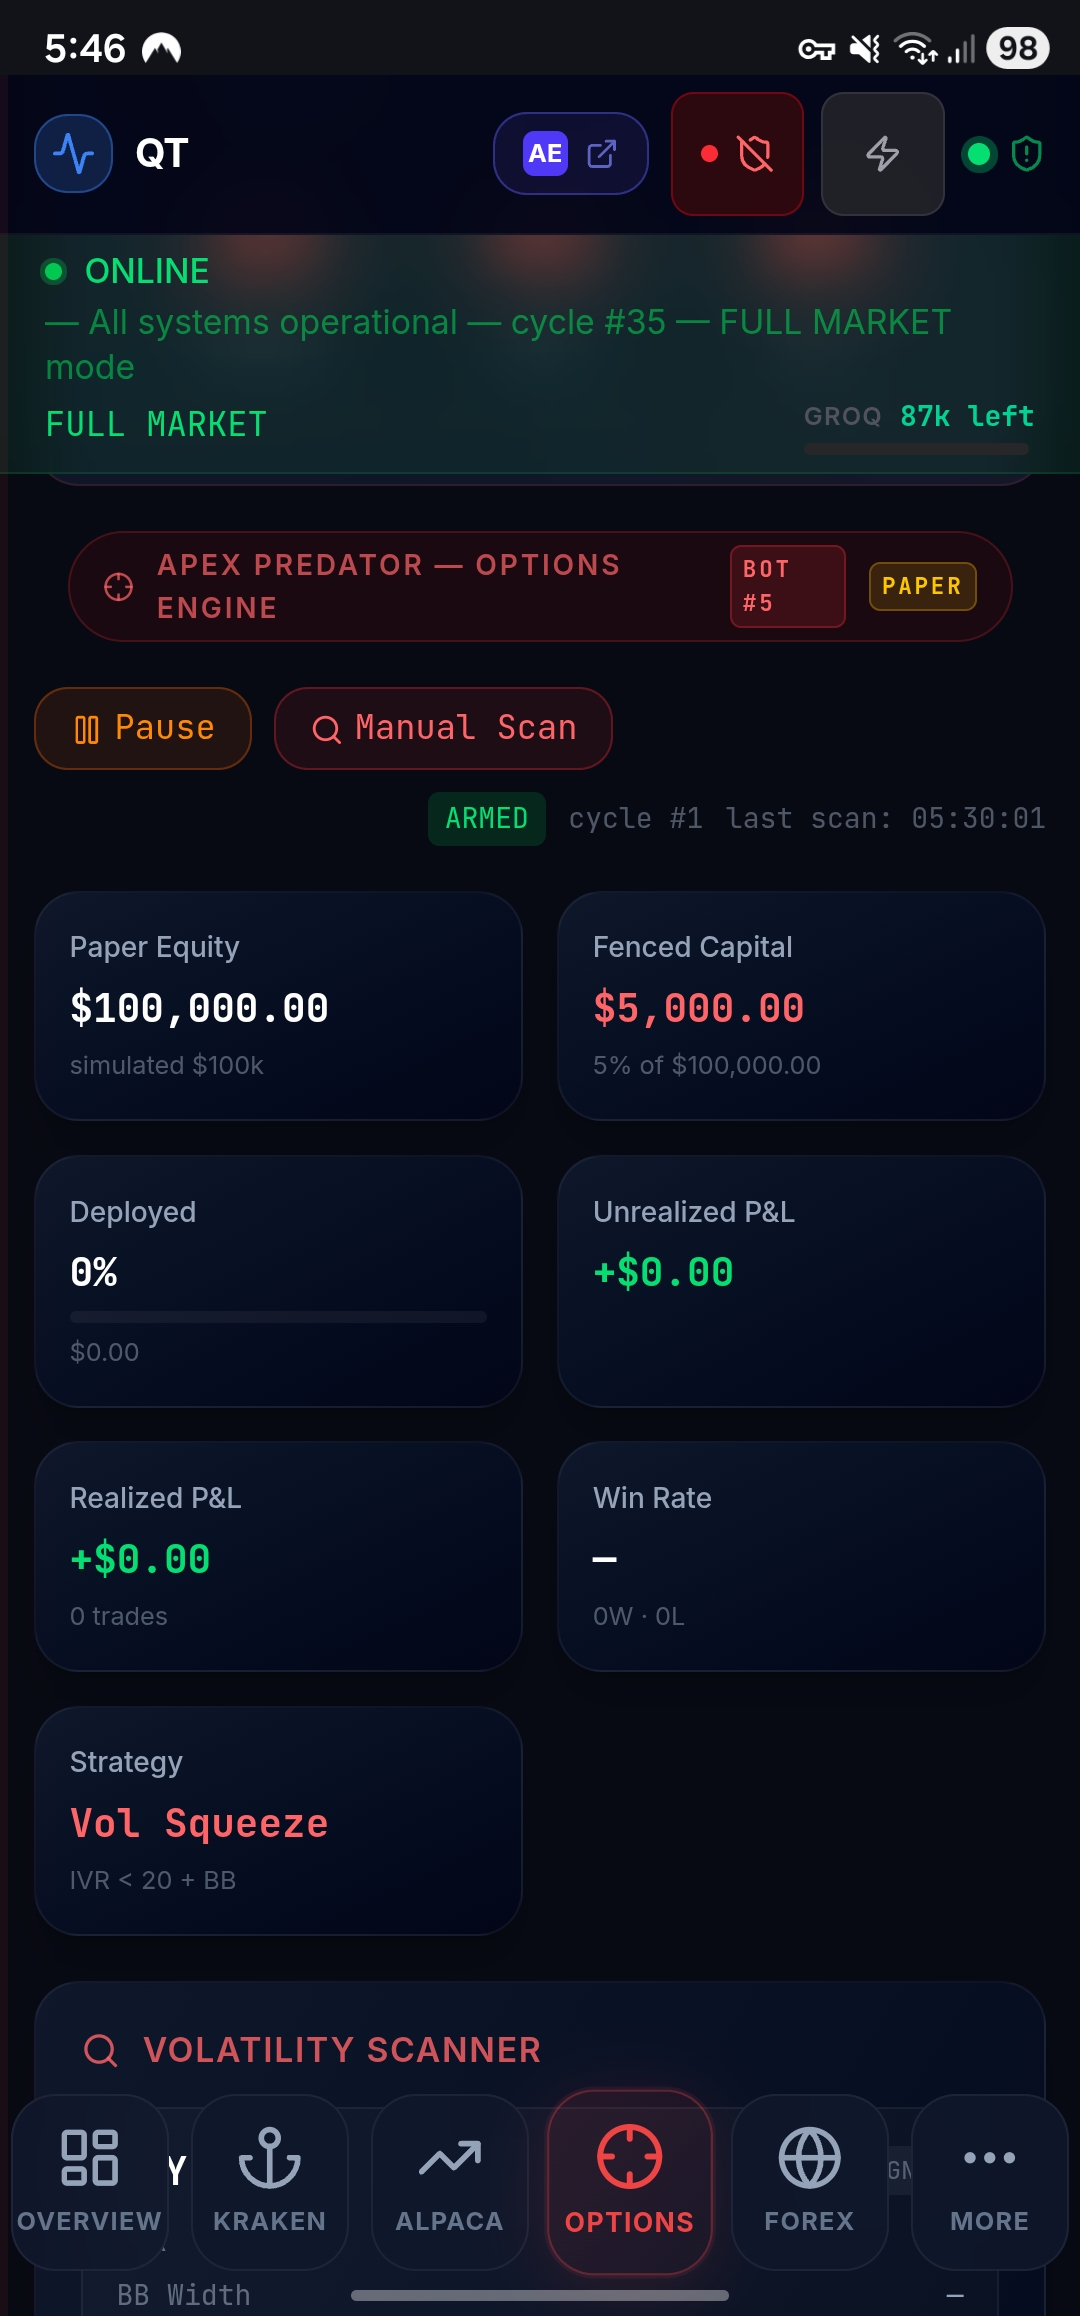 5:46
98
QT
AE
ONLINE
— All systems operational — cycle #35 — FULL MARKET
mode
FULL MARKET
GROQ 87k left
APEX PREDATOR — OPTIONS
ENGINE
BOT
#5
PAPER
Pause
Manual Scan
ARMED cycle #1 last scan: 05:30:01
Paper Equity
$100,000.00
simulated $100k
Fenced Capital
$5,000.00
5% of $100,000.00
Deployed
0%
$0.00
Unrealized P&L
+$0.00
Realized P&L
+$0.00
0 trades
Win Rate
—
0W · 0L
Strategy
Vol Squeeze
IVR < 20 + BB
VOLATILITY SCANNER
OVERVIEW
KRAKEN
ALPACA
OPTIONS
FOREX
MORE
BB Width —